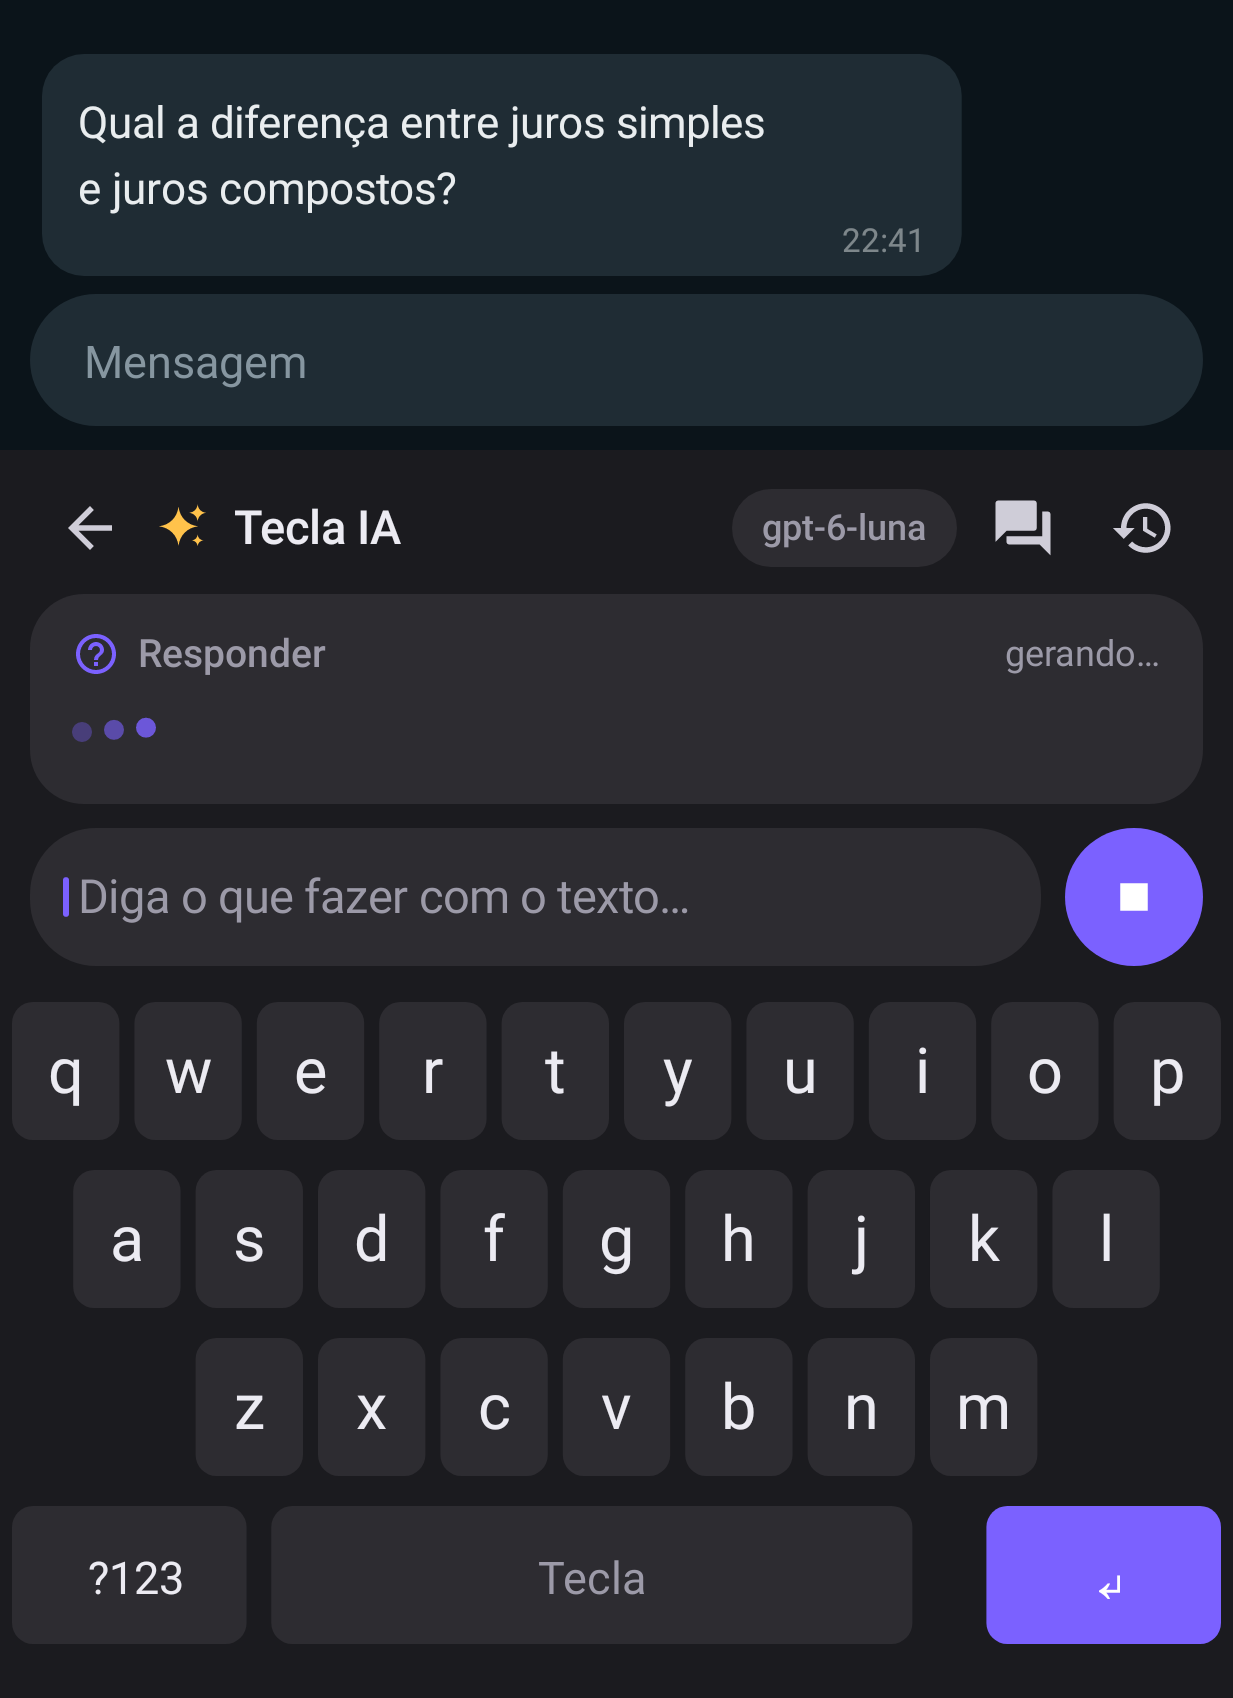 Qual a diferença entre juros simples
e juros compostos?
22:41
Mensagem
Tecla IA
gpt-6-luna
Responder
gerando…
Diga o que fazer com o texto…
q w e r t y u i o p
a s d f g h j k l
z x c v b n m
?123
Tecla